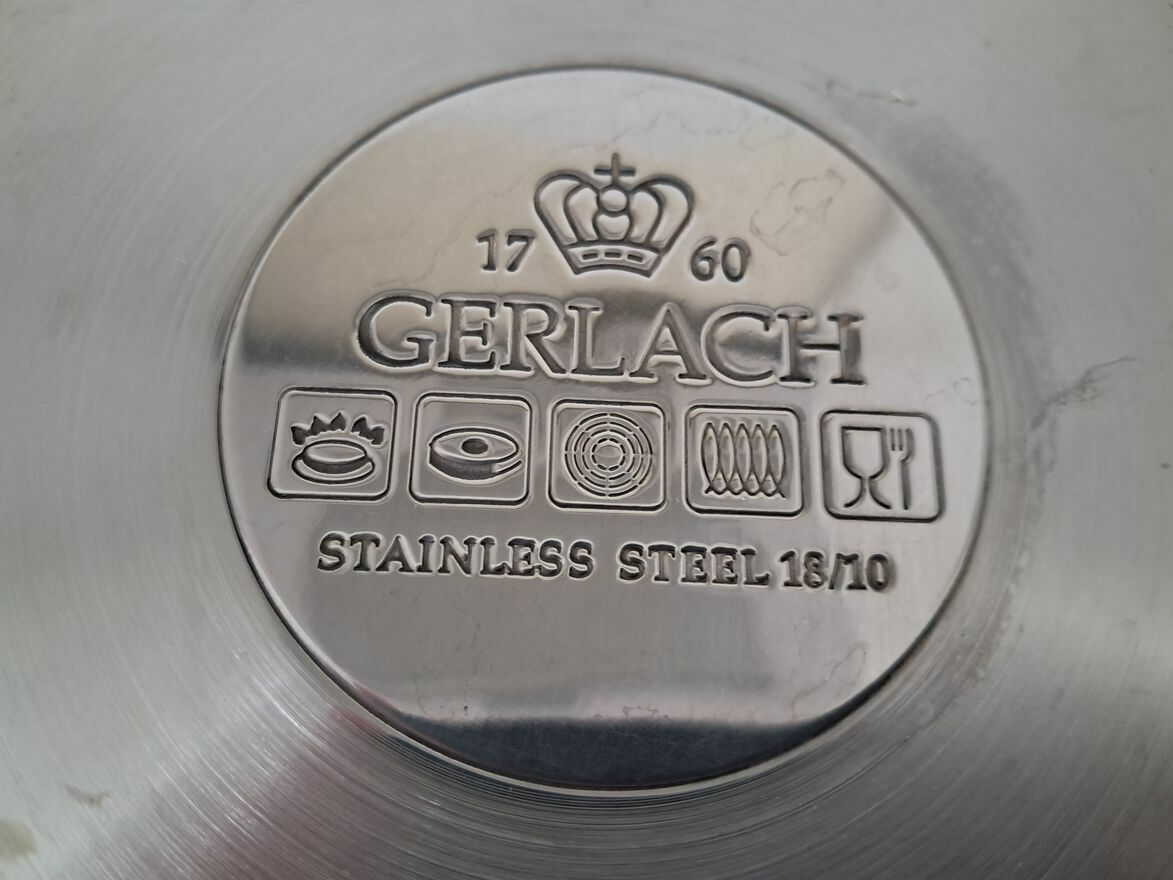 17 60
GERLACH
STAINLESS STEEL 18/10